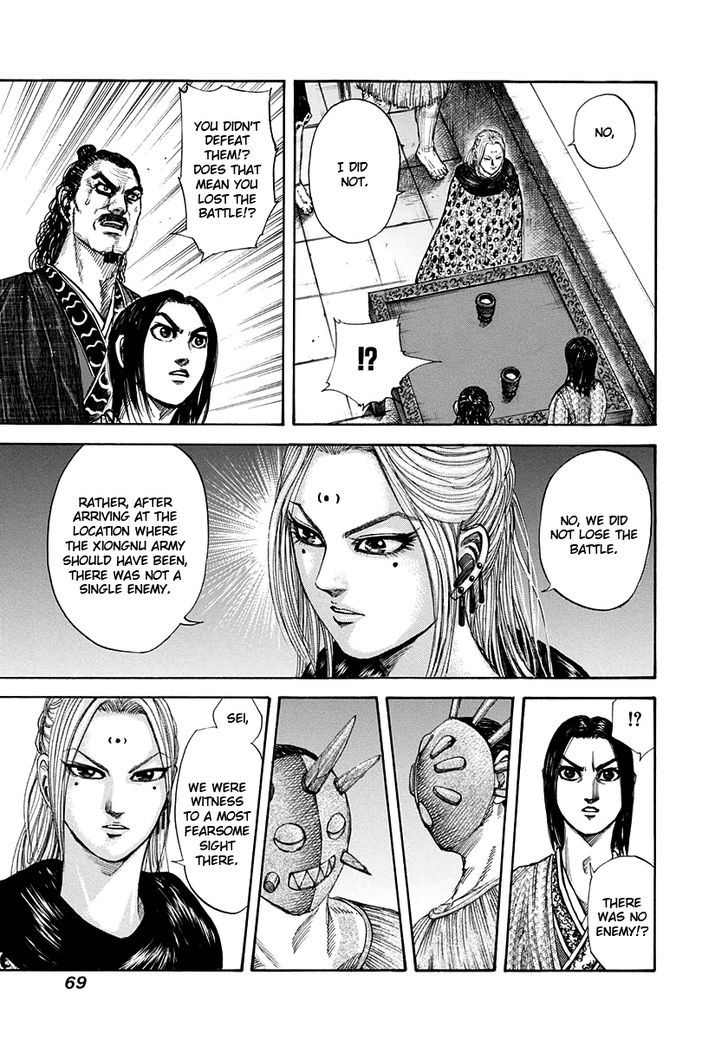 NO,
I DID
NOT.
!?
YOU DIDN'T
DEFEAT
THEM!?
DOES THAT
MEAN YOU
LOST THE
BATTLE!?
NO, WE DID
NOT LOSE THE
BATTLE.
RATHER, AFTER
ARRIVING AT THE
LOCATION WHERE
THE XIONGNU ARMY
SHOULD HAVE BEEN,
THERE WAS NOT A
SINGLE ENEMY.
!?
THERE
WAS NO
ENEMY!?
SEI,
WE WERE
WITNESS
TO A MOST
FEARSOME
SIGHT
THERE.
69